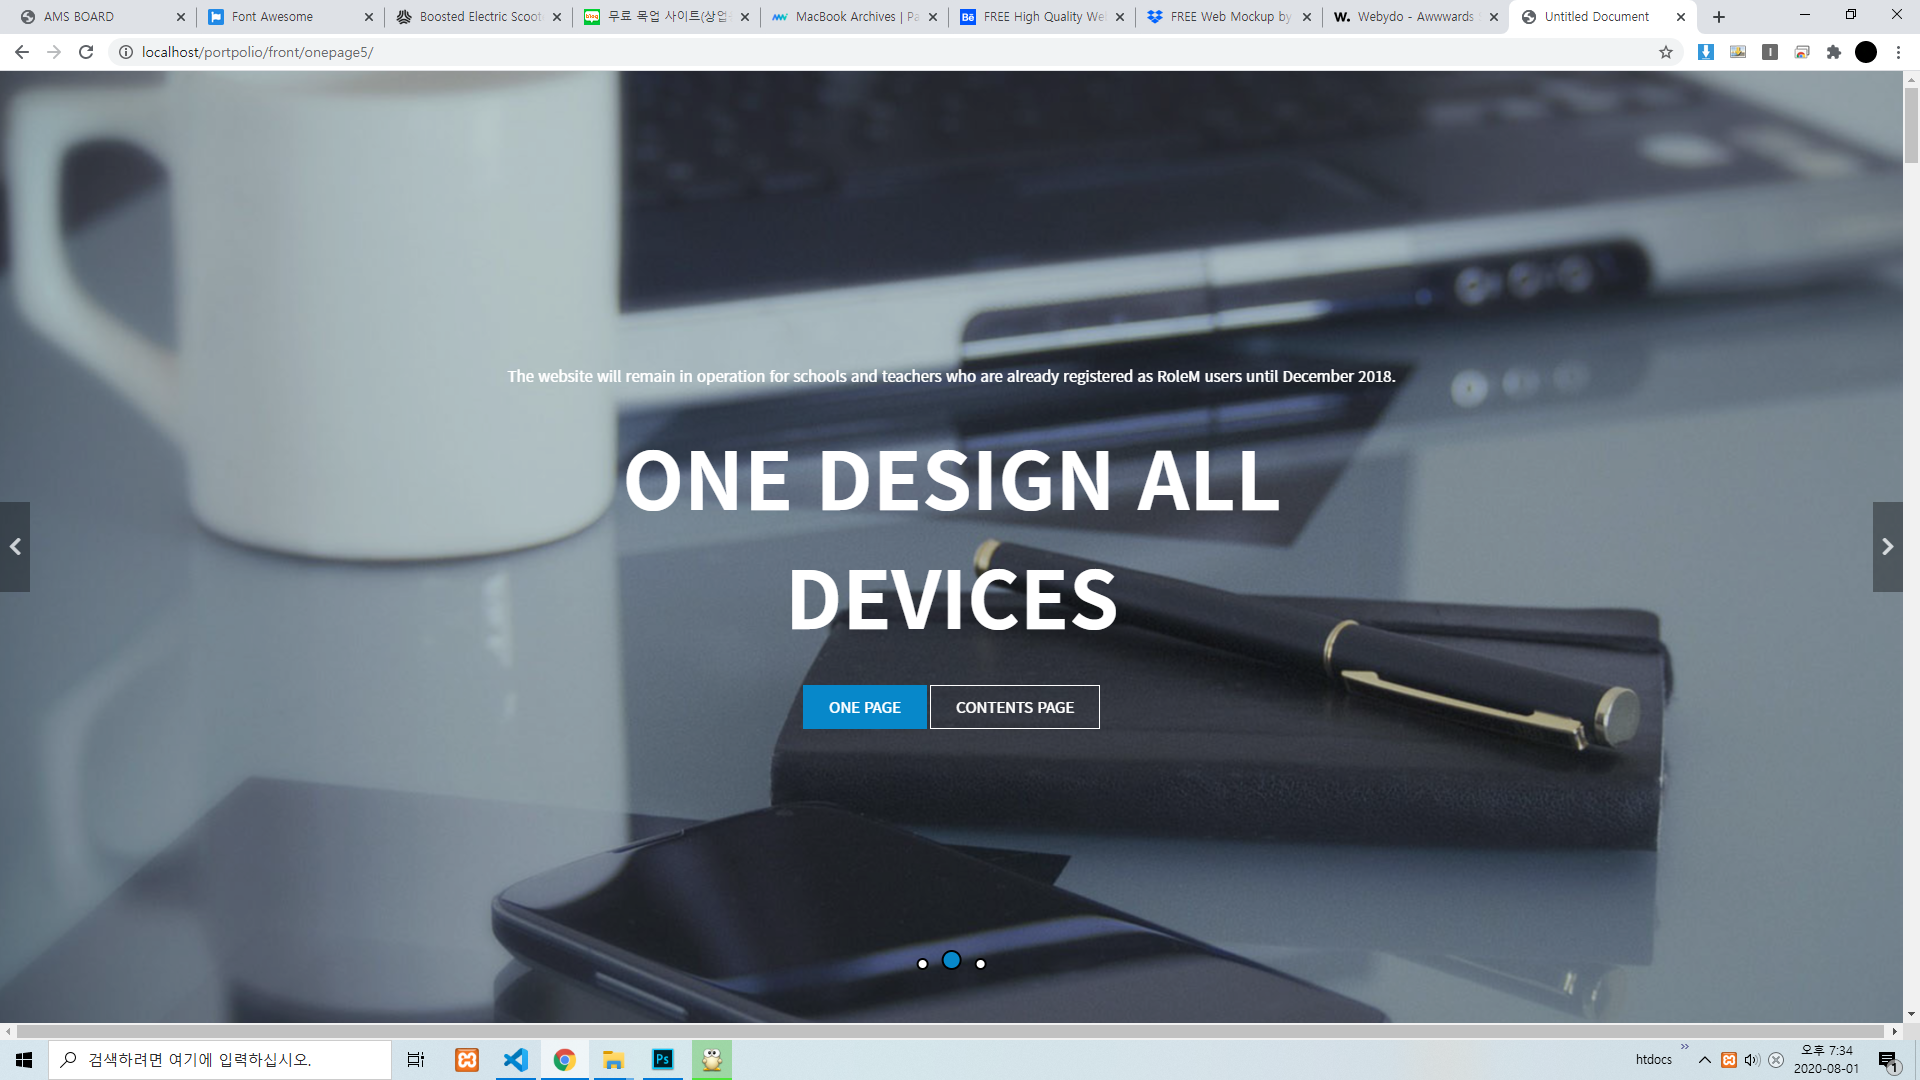 AMS BOARD
Font Awesome
Boosted Electric Scoot
무료 목업 사이트(상업
MacBook Archives | Pa
FREE High Quality We
FREE Web Mockup by
Webydo - Awwwards
Untitled Document
localhost/portpolio/front/onepage5/
The website will remain in operation for schools and teachers who are already registered as RoleM users until December 2018.
ONE DESIGN ALL
DEVICES
ONE PAGE
CONTENTS PAGE
검색하려면 여기에 입력하십시오.
Ps
htdocs
오후 7:34
2020-08-01
1